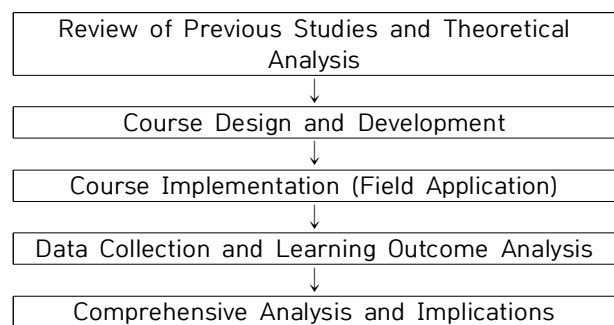 Review of Previous Studies and Theoretical
Analysis
Course Design and Development
Course Implementation (Field Application)
Data Collection and Learning Outcome Analysis
Comprehensive Analysis and Implications